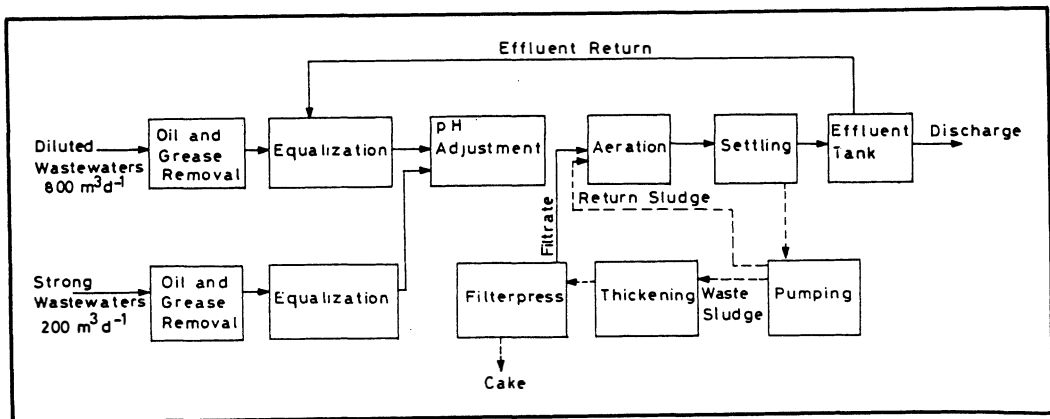 Effluent Return
Diluted
Wastewaters
800 m³d⁻¹
Oil and
Grease
Removal
Equalization
pH
Adjustment
Aeration
Settling
Effluent
Tank
Discharge
Return Sludge
Filtrate
Strong
Wastewaters
200 m³d⁻¹
Oil and
Grease
Removal
Equalization
Filterpress
Thickening
Waste
Sludge
Pumping
Cake